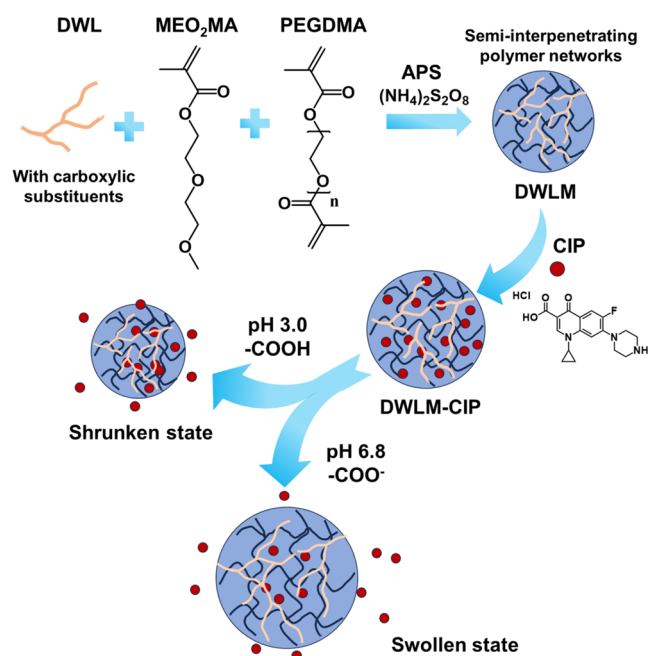 DWL
MEO₂MA
PEGDMA
Semi-interpenetrating
polymer networks
APS
(NH₄)₂S₂O₈
O
O
O
O
O
O
O
O
n
O
With carboxylic
substituents
DWLM
CIP
HCl
O
O
HO
F
N
N
NH
pH 3.0
-COOH
DWLM-CIP
Shrunken state
pH 6.8
-COO⁻
Swollen state